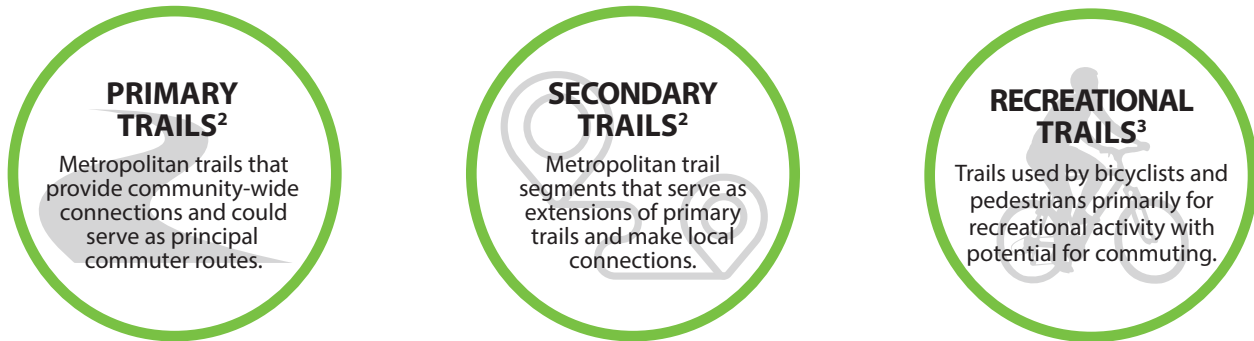 PRIMARY
TRAILS²
Metropolitan trails that
provide community-wide
connections and could
serve as principal
commuter routes.
SECONDARY
TRAILS²
Metropolitan trail
segments that serve as
extensions of primary
trails and make local
connections.
RECREATIONAL
TRAILS³
Trails used by bicyclists and
pedestrians primarily for
recreational activity with
potential for commuting.